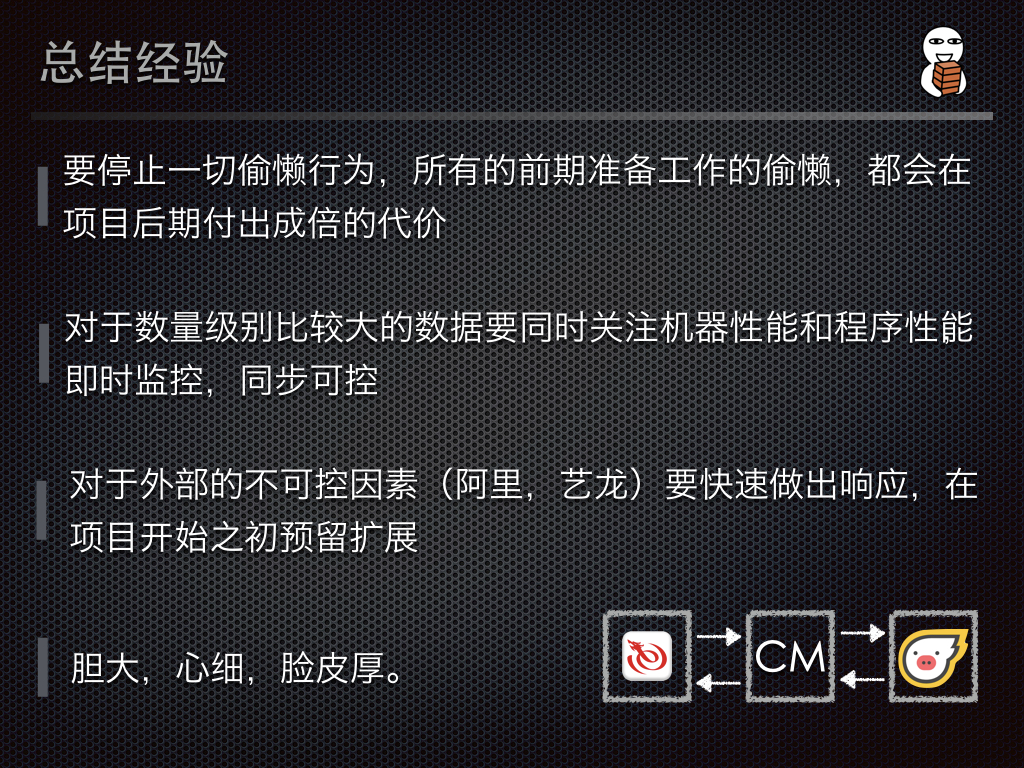 总结经验
要停止一切偷懒行为，所有的前期准备工作的偷懒，都会在
项目后期付出成倍的代价
对于数量级别比较大的数据要同时关注机器性能和程序性能，
即时监控，同步可控
对于外部的不可控因素（阿里，艺龙）要快速做出响应，在
项目开始之初预留扩展
胆大，心细，脸皮厚。
CM